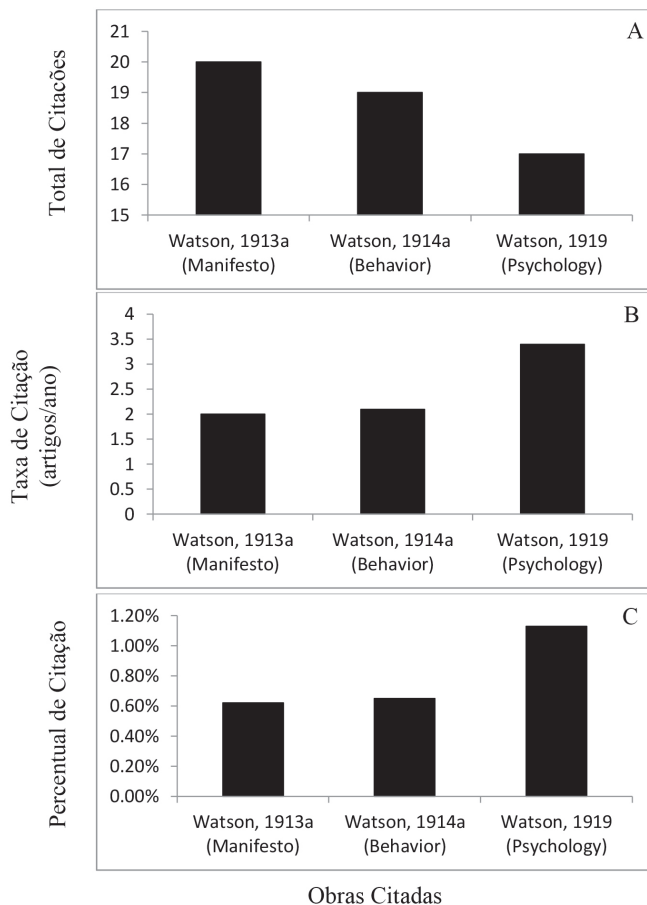 A
Total de Citacões
21
20
19
18
17
16
15
Watson, 1913a
(Manifesto)
Watson, 1914a
(Behavior)
Watson, 1919
(Psychology)
B
Taxa de Citação
(artigos/ano)
4
3.5
3
2.5
2
1.5
1
0.5
0
Watson, 1913a
(Manifesto)
Watson, 1914a
(Behavior)
Watson, 1919
(Psychology)
C
Percentual de Citação
1.20%
1.00%
0.80%
0.60%
0.40%
0.20%
0.00%
Watson, 1913a
(Manifesto)
Watson, 1914a
(Behavior)
Watson, 1919
(Psychology)
Obras Citadas